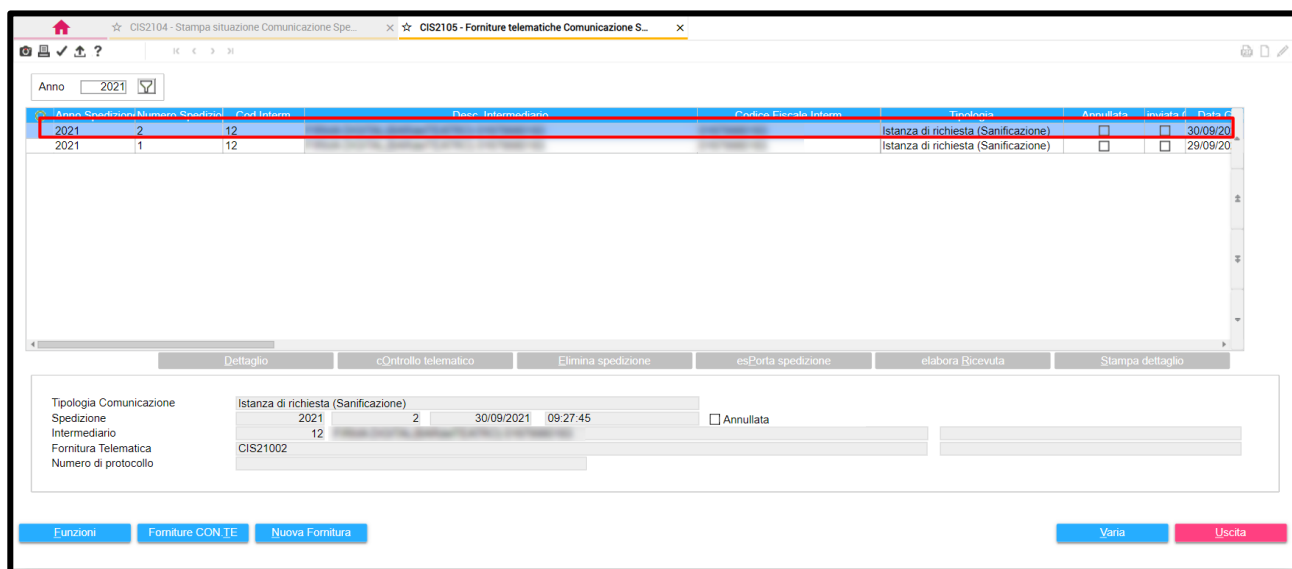 CIS2104 - Stampa situazione Comunicazione Spe... × CIS2105 - Forniture telematiche Comunicazione S... ×
?
Anno 2021
Anno Spedizion Numero Spedizio Cod Interm. Desc. Intermediario Codice Fiscale Interm. Tipologia Annullata inviata Data
2021 2 12 Istanza di richiesta (Sanificazione) 30/09/20
2021 1 12 Istanza di richiesta (Sanificazione) 29/09/20
Dettaglio cOntrollo telematico Elimina spedizione esPorta spedizione elabora Ricevuta Stampa dettaglio
Tipologia Comunicazione Istanza di richiesta (Sanificazione)
Spedizione 2021 2 30/09/2021 09:27:45 Annullata
Intermediario 12
Fornitura Telematica CIS21002
Numero di protocollo
Funzioni Forniture CON.TE Nuova Fornitura Varia Uscita